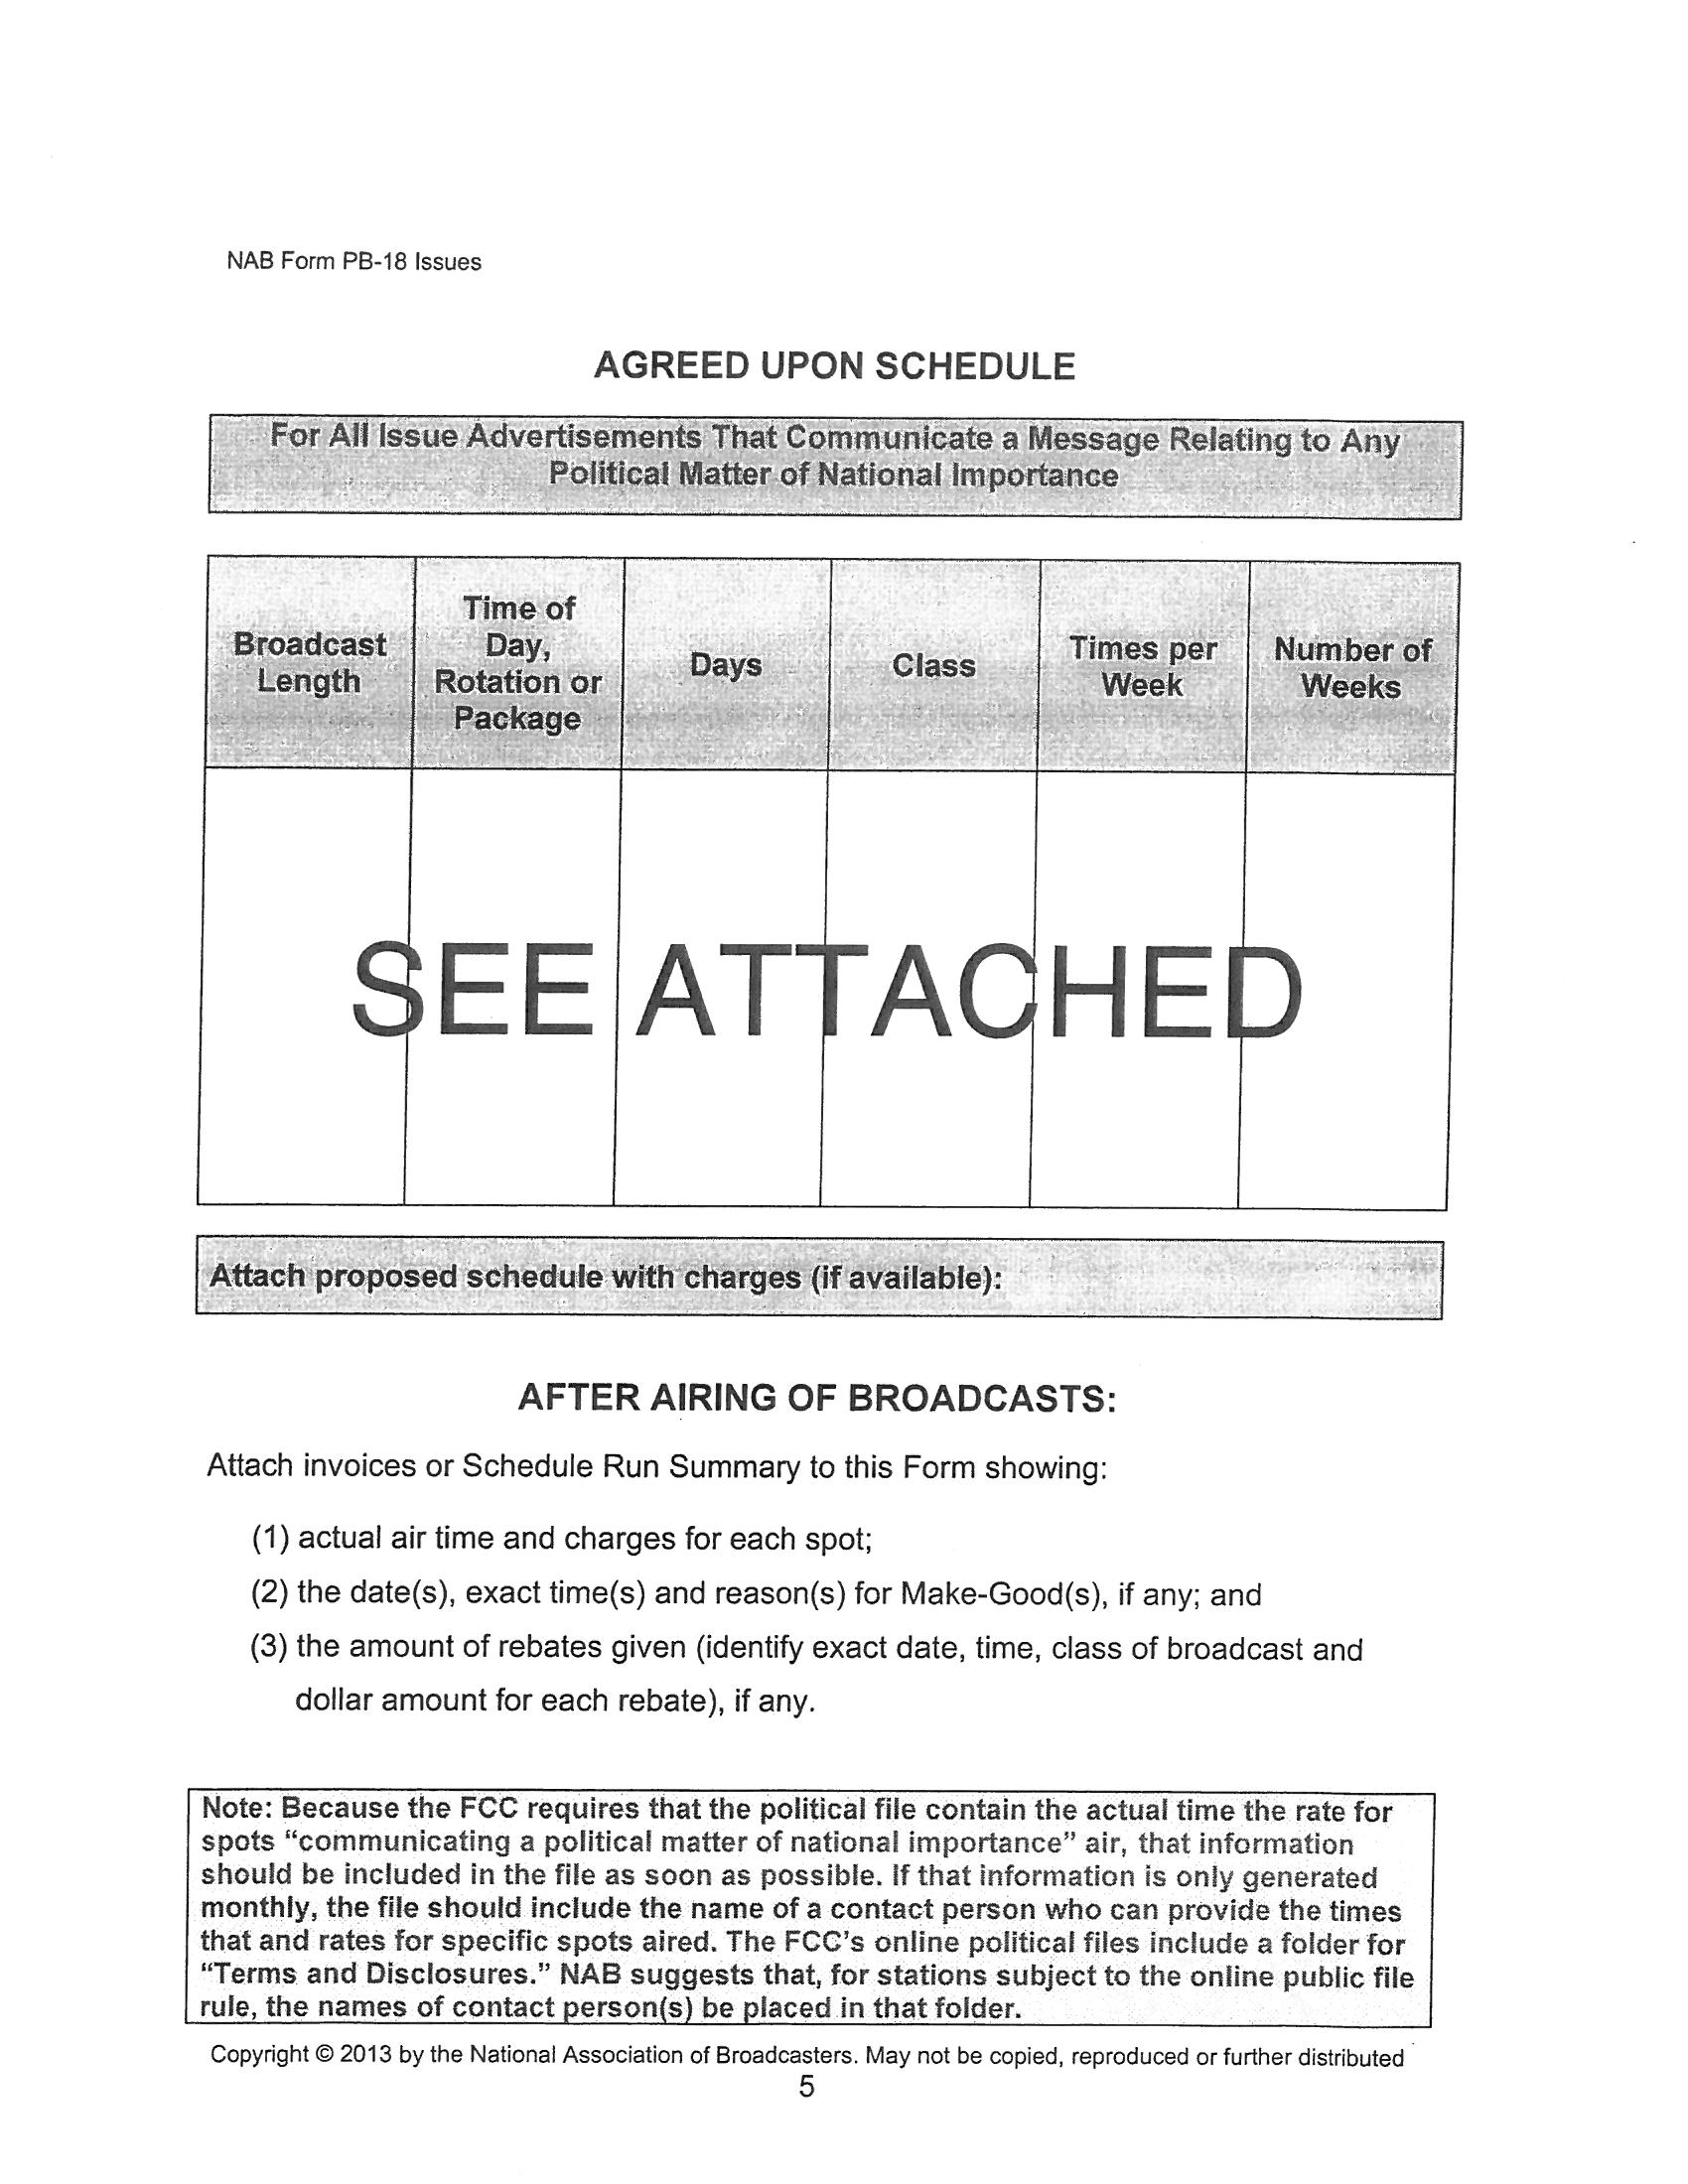 NAB Form PB-18 Issues
AGREED UPON SCHEDULE
For All Issue Advertisements That Communicate a Message Relating to Any
Political Matter of National Importance
Broadcast
Length
Time of
Day,
Rotation or
Package
Days
Class
Times per
Week
Number of
Weeks
SEE ATTACHED
Attach proposed schedule with charges (if available):
AFTER AIRING OF BROADCASTS:
Attach invoices or Schedule Run Summary to this Form showing:
(1) actual air time and charges for each spot;
(2) the date(s), exact time(s) and reason(s) for Make-Good(s), if any; and
(3) the amount of rebates given (identify exact date, time, class of broadcast and
dollar amount for each rebate), if any.
Note: Because the FCC requires that the political file contain the actual time the rate for
spots “communicating a political matter of national importance” air, that information
should be included in the file as soon as possible. If that information is only generated
monthly, the file should include the name of a contact person who can provide the times
that and rates for specific spots aired. The FCC’s online political files include a folder for
“Terms and Disclosures.” NAB suggests that, for stations subject to the online public file
rule, the names of contact person(s) be placed in that folder.
Copyright © 2013 by the National Association of Broadcasters. May not be copied, reproduced or further distributed
5